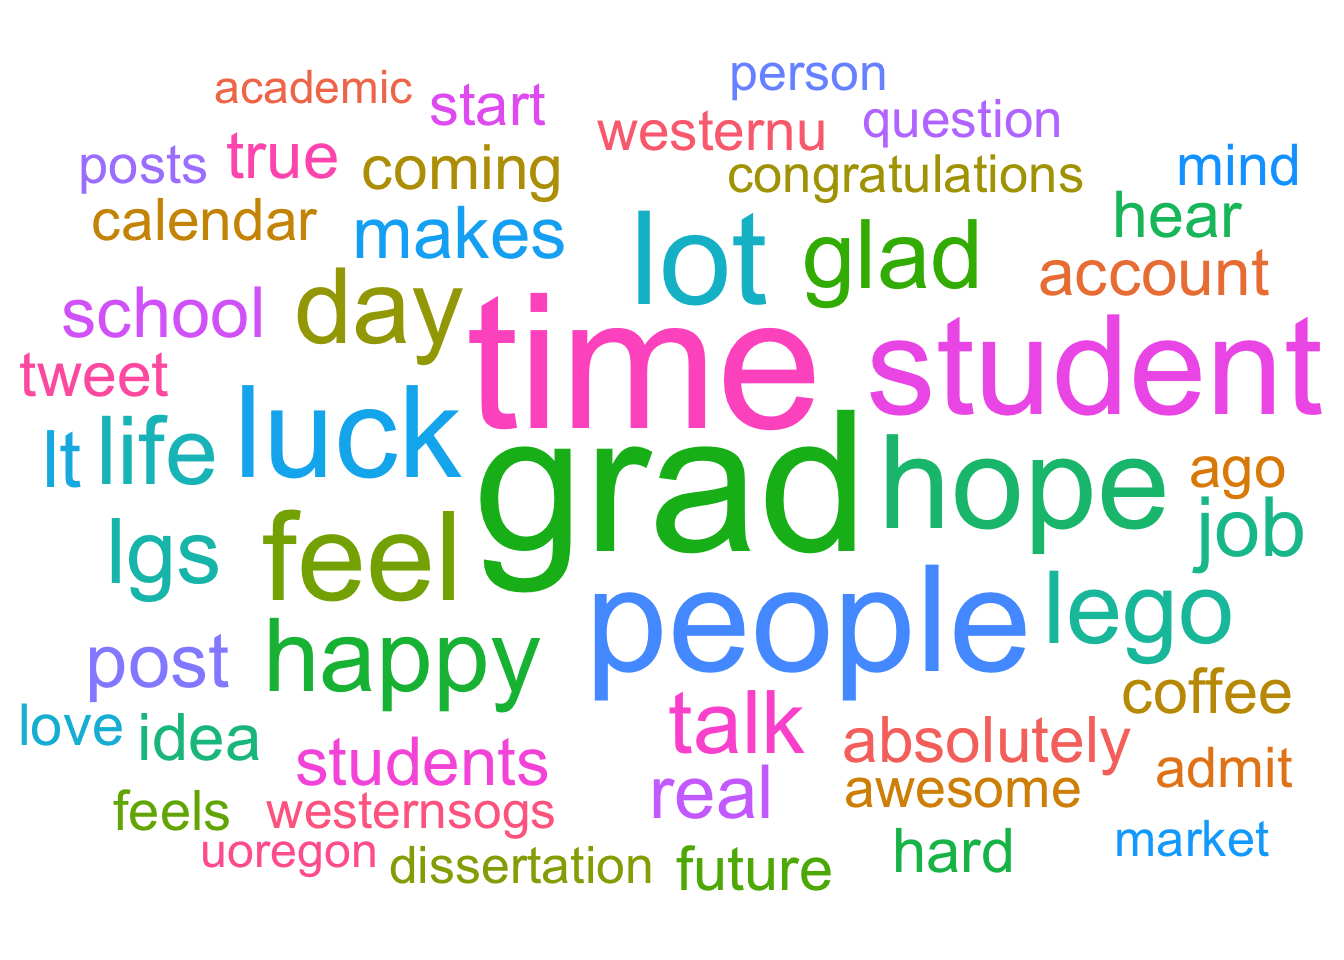 person
academic
start
westernu
question
posts
true
coming
congratulations
mind
calendar
makes
lot
glad
hear
account
school
day
time
student
tweet
luck
lt
life
grad
hope
ago
job
lgs
feel
people
lego
post
happy
coffee
love
idea
talk
absolutely
students
real
awesome
admit
feels
westernsogs
uoregon
dissertation
future
hard
market